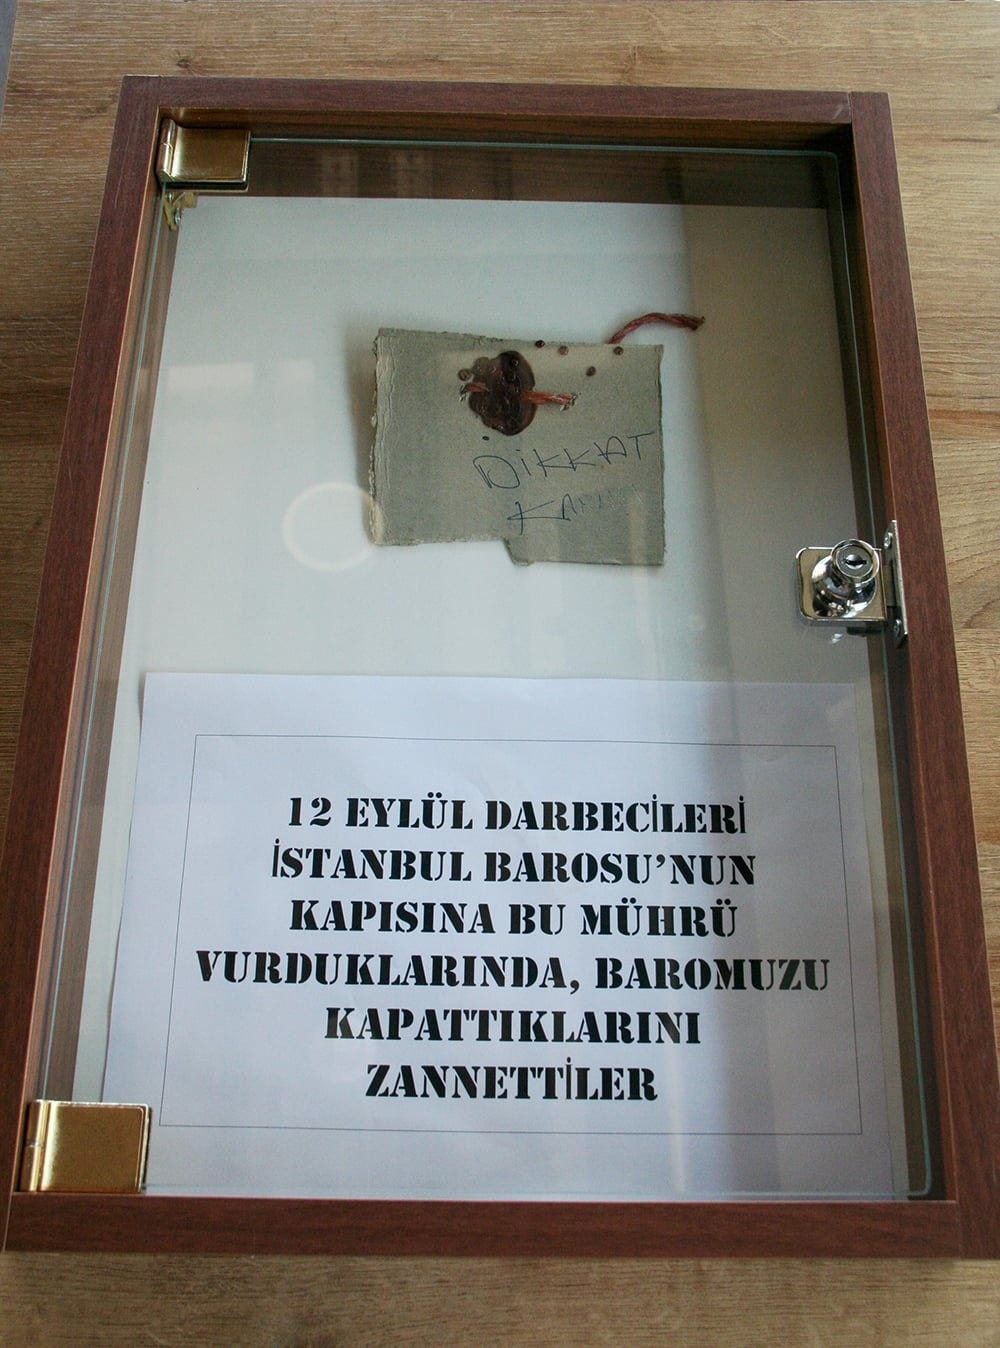 DİKKAT
12 EYLÜL DARBECİLERİ
İSTANBUL BAROSU'NUN
KAPISINA BU MÜHRÜ
VURDUKLARINDA, BAROMUZU
KAPATTIKLARINI
ZANNETTİLER